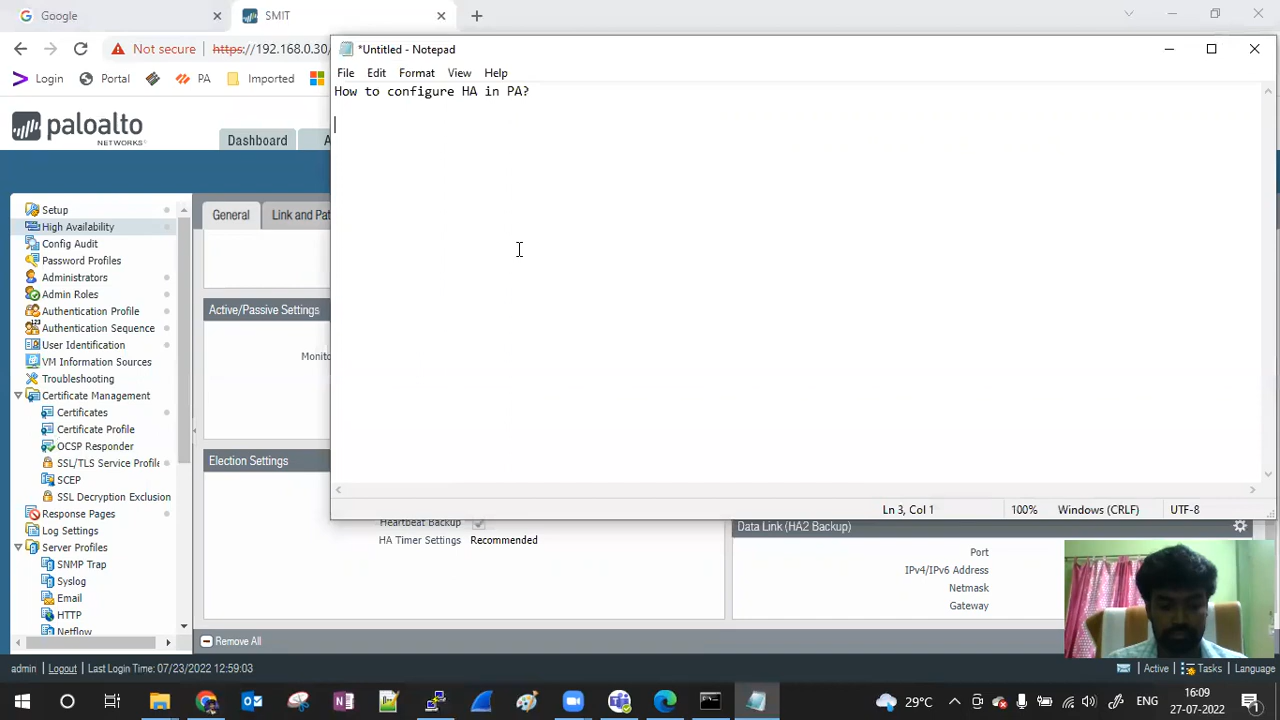 Google
SMIT
Not secure
https://192.168.0.30/
Login
Portal
PA
Imported
*Untitled - Notepad
File
Edit
Format
View
Help
How to configure HA in PA?
paloalto
NETWORKS
Dashboard
A
Setup
High Availability
Config Audit
Password Profiles
Administrators
Admin Roles
Authentication Profile
Authentication Sequence
User Identification
VM Information Sources
Troubleshooting
Certificate Management
Certificates
Certificate Profile
OCSP Responder
SSL/TLS Service Profile
SCEP
SSL Decryption Exclusion
Response Pages
Log Settings
Server Profiles
SNMP Trap
Syslog
Email
HTTP
Netflow
General
Link and Pat
Active/Passive Settings
Monito
Election Settings
Heartbeat Backup
HA Timer Settings
Recommended
Ln 3, Col 1
100%
Windows (CRLF)
UTF-8
Data Link (HA2 Backup)
Port
IPv4/IPv6 Address
Netmask
Gateway
Remove All
admin
Logout
Last Login Time: 07/23/2022 12:59:03
Active
Tasks
Language
29°C
ENG
16:09
27-07-2022
1